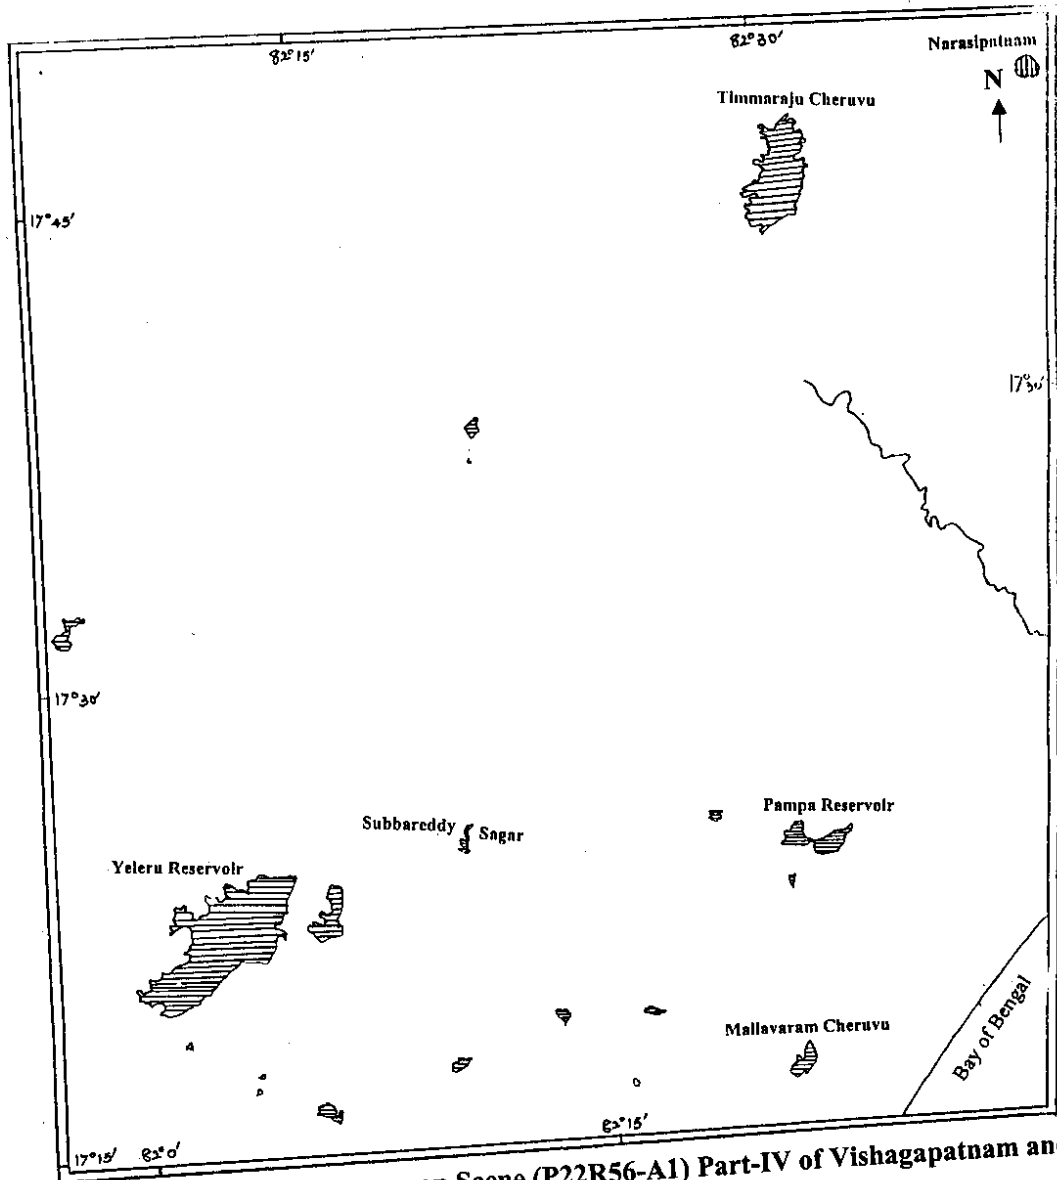 82°15′
82°30′
Narasipatnam
N
Timmaraju Cheruvu
17°45′
17°30′
17°30′
Pampa Reservoir
Subbareddy Sagar
Yeleru Reservoir
Mallavaram Cheruvu
Bay of Bengal
82°15′
17°15′ 82°0′
Scene (P22R56-A1) Part-IV of Vishagapatnam